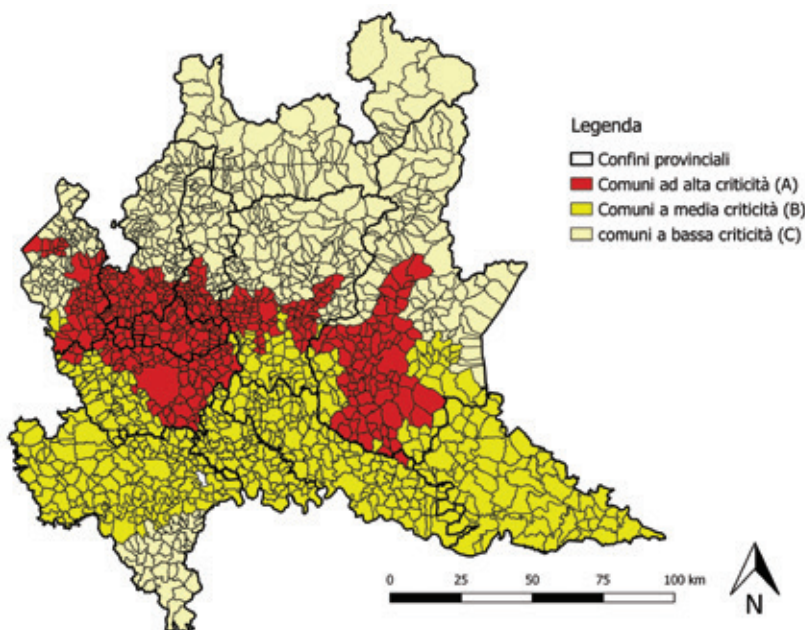 Legenda
Confini provinciali
Comuni ad alta criticità (A)
Comuni a media criticità (B)
comuni a bassa criticità (C)
0 25 50 75 100 km
N